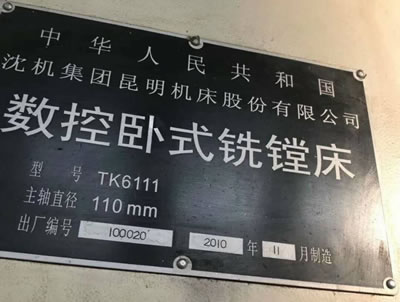 中华人民共和国
沈机集团昆明机床股份有限公司
数控卧式铣镗床
型号 TK6111
主轴直径 110mm
出厂编号 100020 2010 年 11 月制造